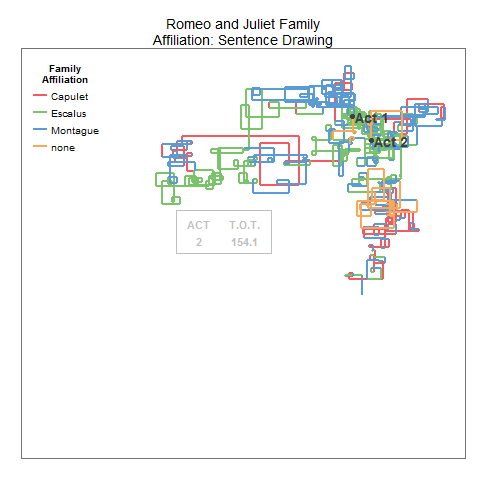 Romeo and Juliet Family
Affiliation: Sentence Drawing
Family
Affiliation
Capulet
Escalus
Montague
none
Act 1
Act 2
ACT T.O.T.
2 154.1